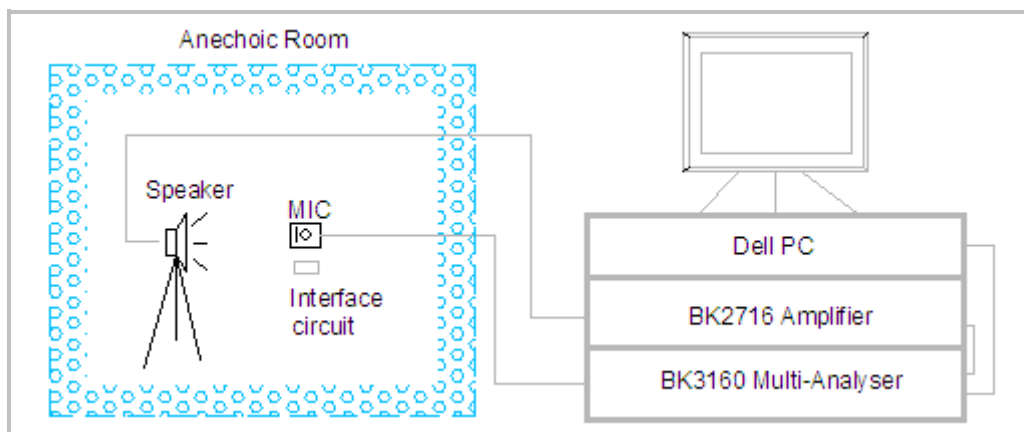 Anechoic Room
Speaker
MIC
Interface
circuit
Dell PC
BK2716 Amplifier
BK3160 Multi-Analyser